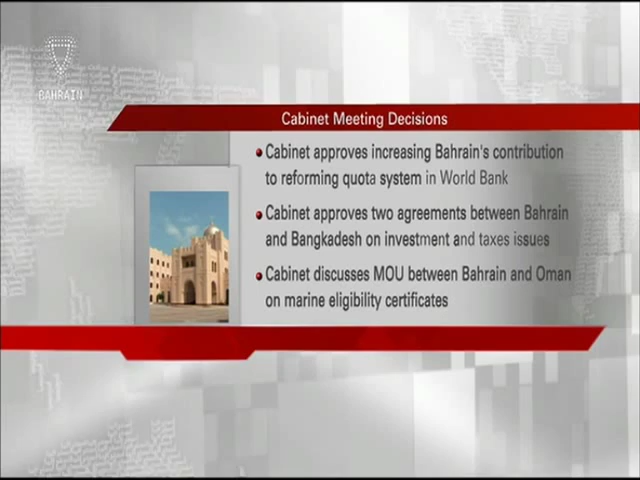 BAHRAIN
Cabinet Meeting Decisions
Cabinet approves increasing Bahrain's contribution
to reforming quota system in World Bank
Cabinet approves two agreements between Bahrain
and Bangkadesh on investment and taxes issues
Cabinet discusses MOU between Bahrain and Oman
on marine eligibility certificates